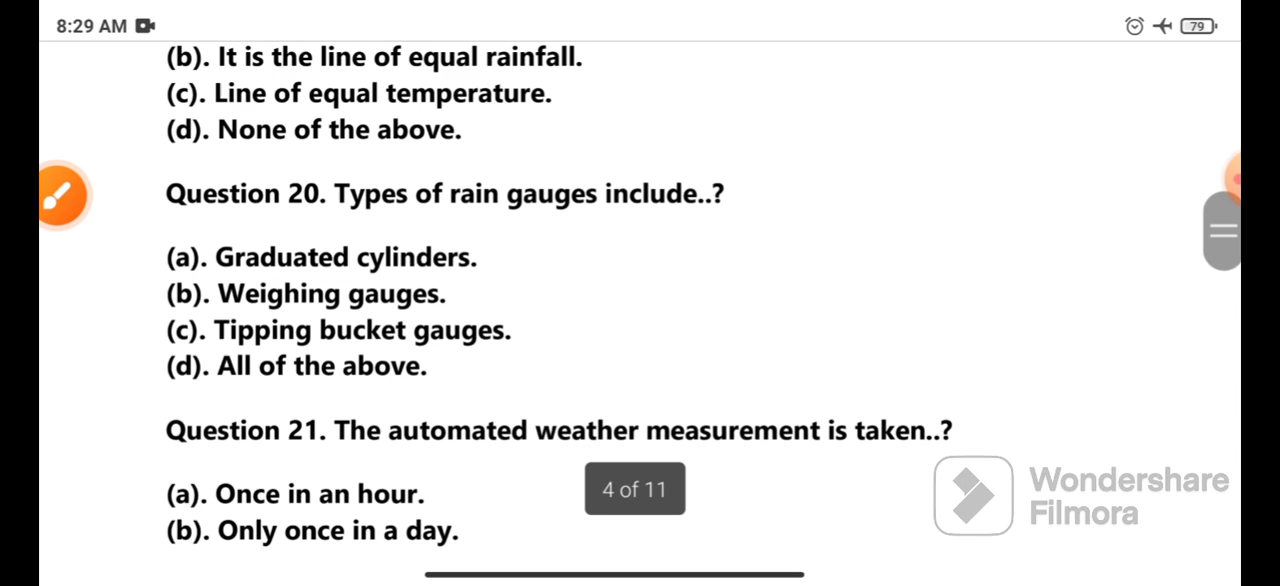 8:29 AM
79
(b). It is the line of equal rainfall.
(c). Line of equal temperature.
(d). None of the above.
Question 20. Types of rain gauges include..?
(a). Graduated cylinders.
(b). Weighing gauges.
(c). Tipping bucket gauges.
(d). All of the above.
Question 21. The automated weather measurement is taken..?
(a). Once in an hour.
(b). Only once in a day.
4 of 11
Wondershare
Filmora